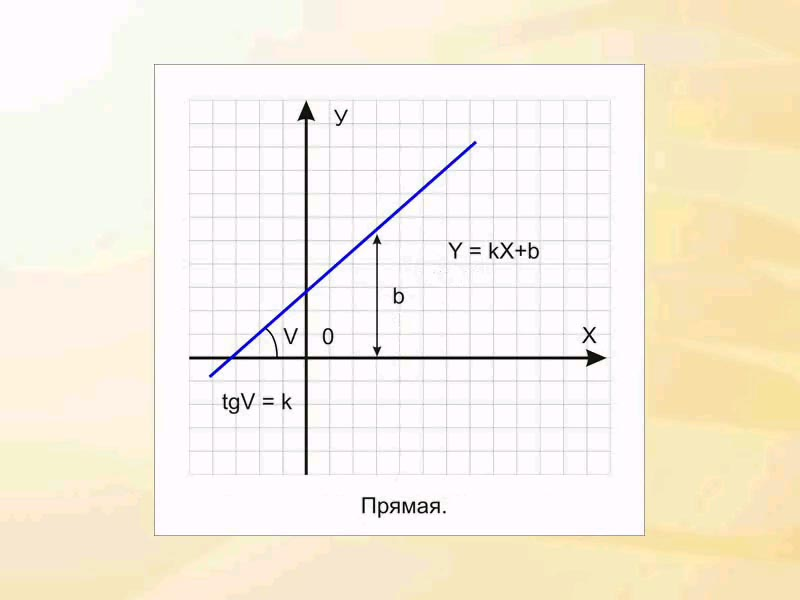 У
Y = kX+b
b
V 0
X
tgV = k
Прямая.